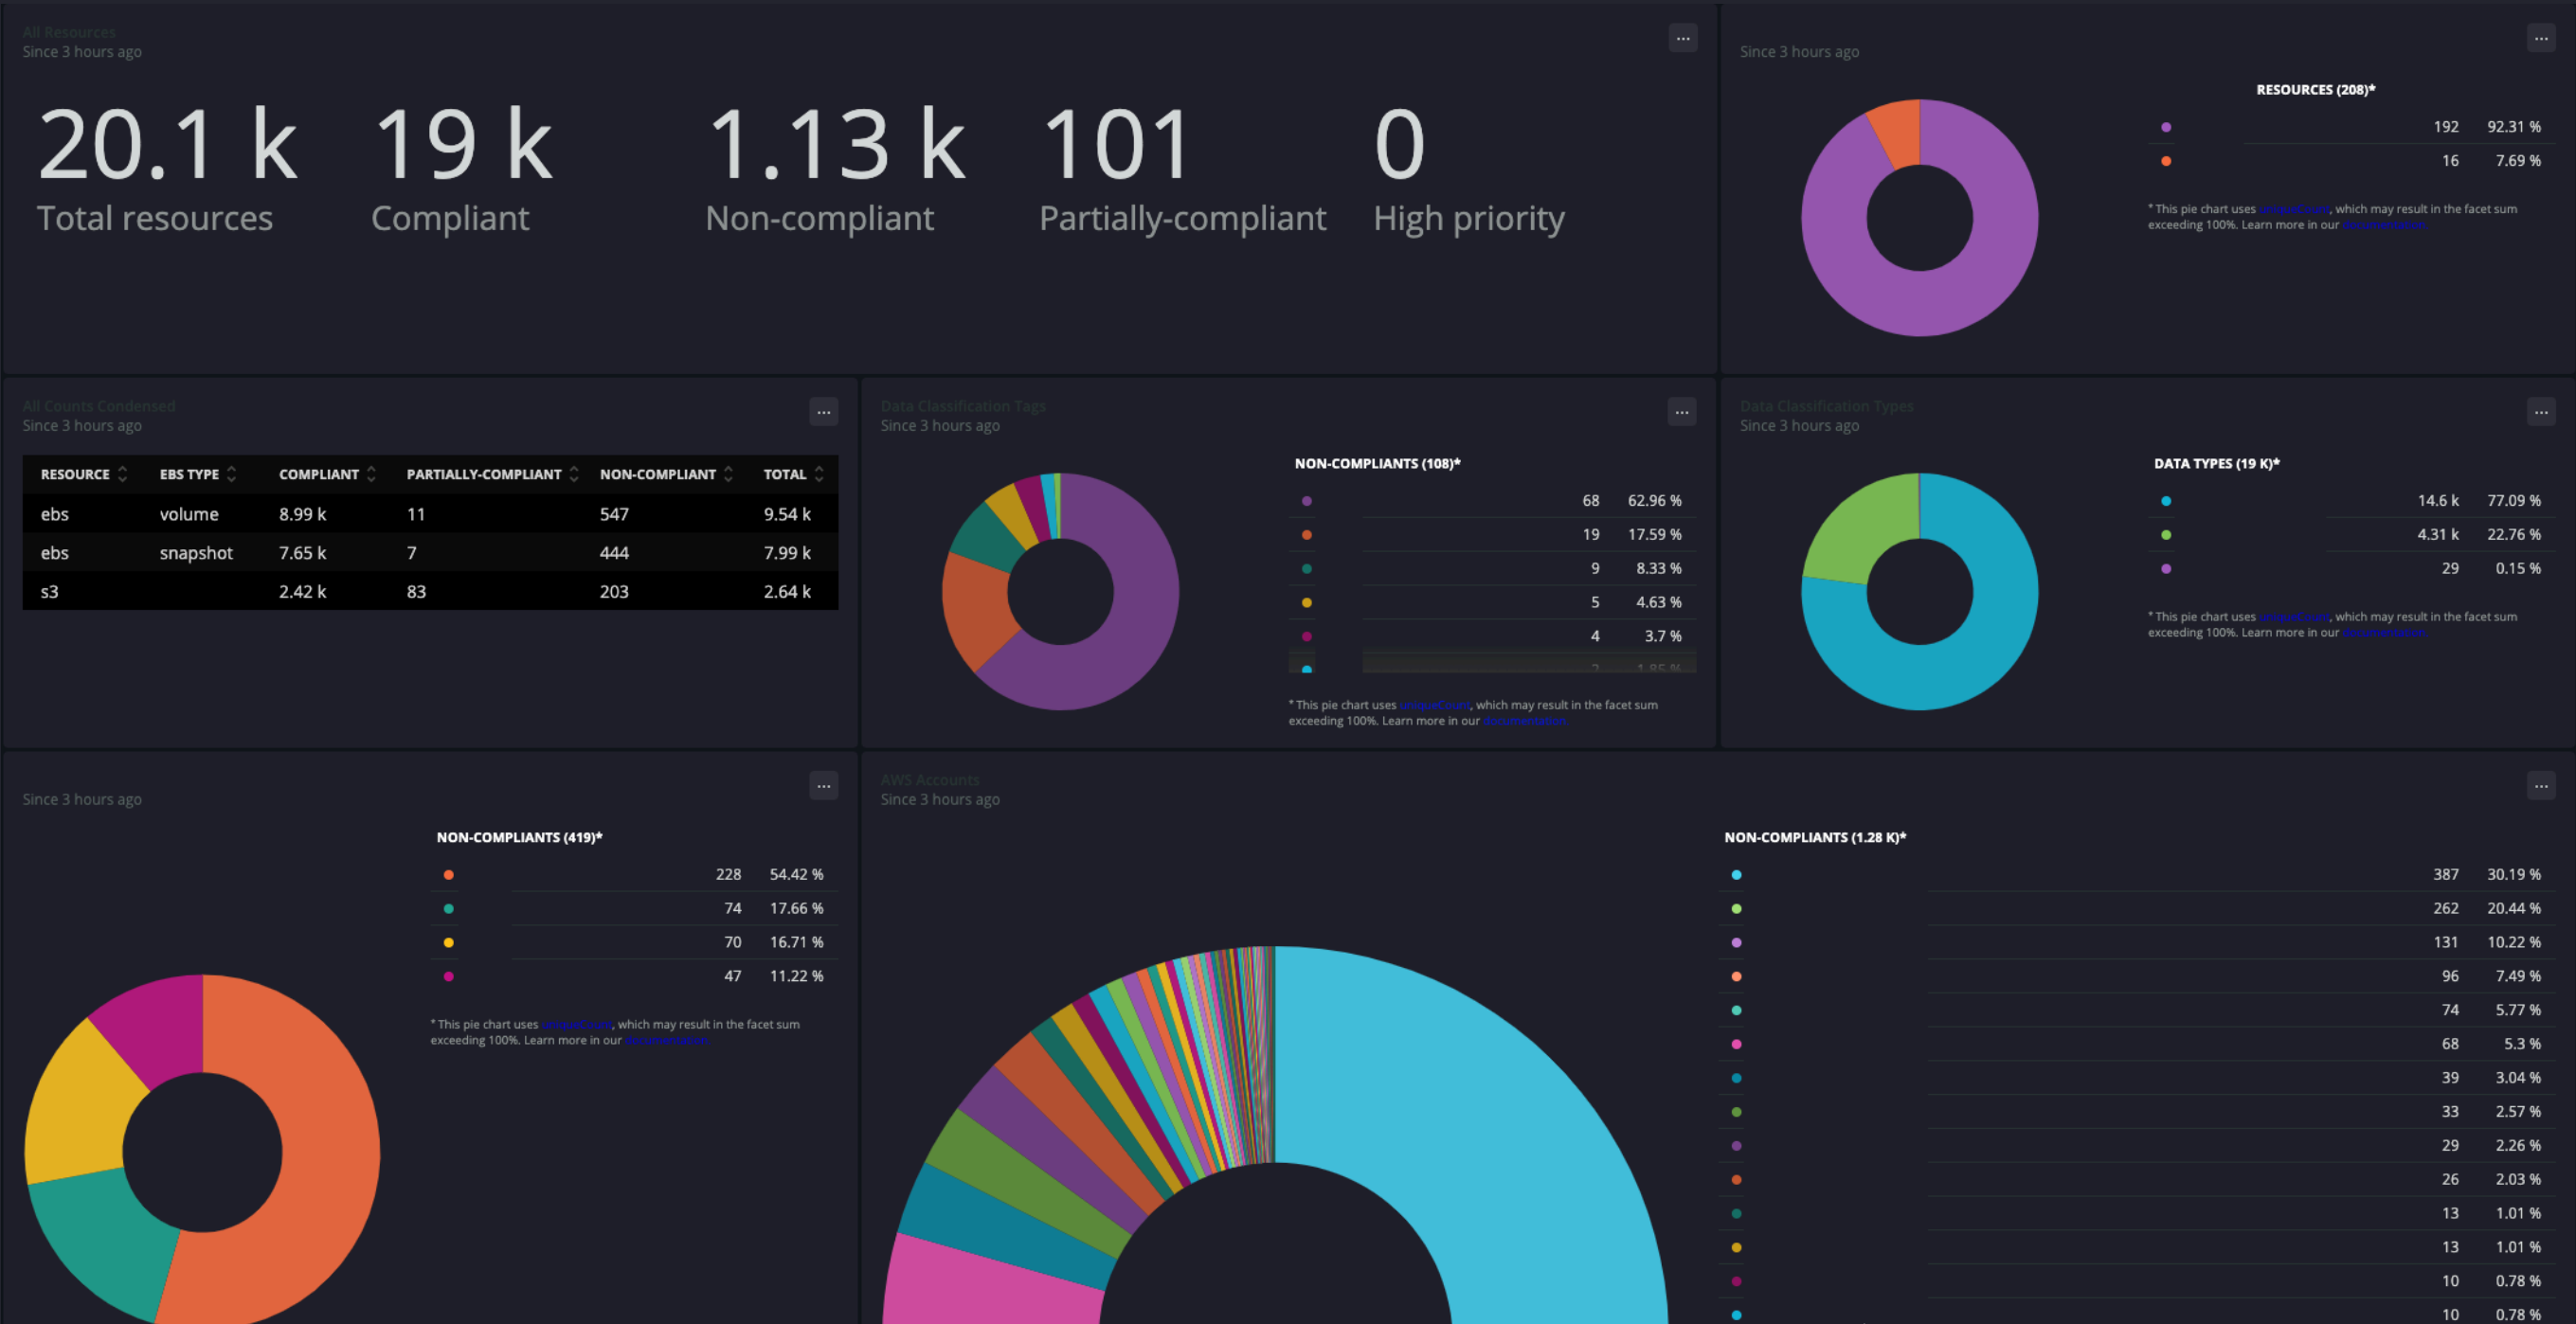 All Resources
Since 3 hours ago
...
20.1 k 19 k 1.13 k 101 0
Total resources Compliant Non-compliant Partially-compliant High priority
Since 3 hours ago
...
RESOURCES (208)*
192 92.31 %
16 7.69 %
* This pie chart uses uniqueCount, which may result in the facet sum
exceeding 100%. Learn more in our documentation
All Counts Condensed
Since 3 hours ago
...
RESOURCE EBS TYPE COMPLIANT PARTIALLY-COMPLIANT NON-COMPLIANT TOTAL
ebs volume 8.99 k 11 547 9.54 k
ebs snapshot 7.65 k 7 444 7.99 k
s3 2.42 k 83 203 2.64 k
Data Classification Tags
Since 3 hours ago
...
NON-COMPLIANTS (108)*
68 62.96 %
19 17.59 %
9 8.33 %
5 4.63 %
4 3.7 %
2 1.85 %
* This pie chart uses uniqueCount, which may result in the facet sum
exceeding 100%. Learn more in our documentation
Data Classification Types
Since 3 hours ago
...
DATA TYPES (19 K)*
14.6 k 77.09 %
4.31 k 22.76 %
29 0.15 %
* This pie chart uses uniqueCount, which may result in the facet sum
exceeding 100%. Learn more in our documentation
Since 3 hours ago
...
NON-COMPLIANTS (419)*
228 54.42 %
74 17.66 %
70 16.71 %
47 11.22 %
* This pie chart uses uniqueCount, which may result in the facet sum
exceeding 100%. Learn more in our documentation
AWS Accounts
Since 3 hours ago
...
NON-COMPLIANTS (1.28 K)*
387 30.19 %
262 20.44 %
131 10.22 %
96 7.49 %
74 5.77 %
68 5.3 %
39 3.04 %
33 2.57 %
29 2.26 %
26 2.03 %
13 1.01 %
13 1.01 %
10 0.78 %
10 0.78 %